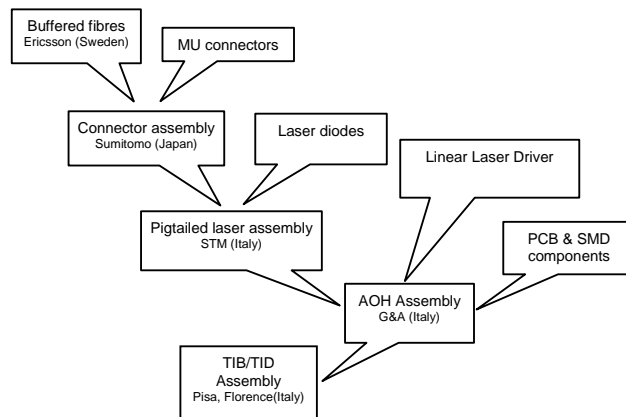 Buffered fibres
Ericsson (Sweden)
MU connectors
Connector assembly
Sumitomo (Japan)
Laser diodes
Linear Laser Driver
Pigtailed laser assembly
STM (Italy)
PCB & SMD
components
AOH Assembly
G&A (Italy)
TIB/TID
Assembly
Pisa, Florence(Italy)